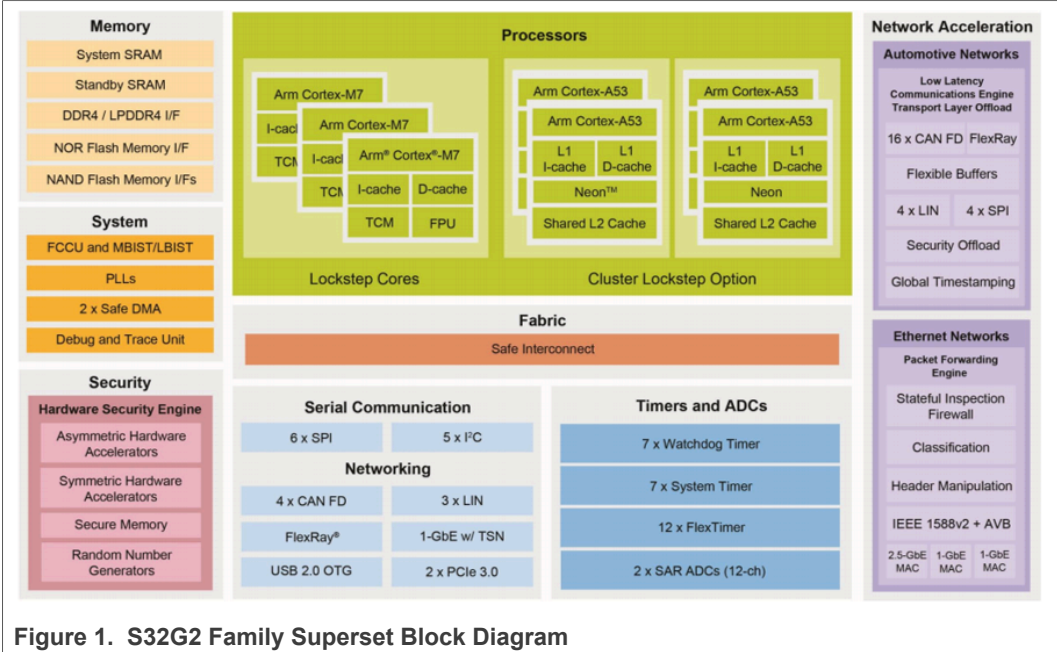 Memory
System SRAM
Standby SRAM
DDR4 / LPDDR4 I/F
NOR Flash Memory I/F
NAND Flash Memory I/Fs
System
FCCU and MBIST/LBIST
PLLs
2 x Safe DMA
Debug and Trace Unit
Security
Hardware Security Engine
Asymmetric Hardware
Accelerators
Symmetric Hardware
Accelerators
Secure Memory
Random Number
Generators
Processors
Arm Cortex-M7
I-cac
TCM
Arm Cortex-M7
I-cac
TCM
Arm® Cortex®-M7
I-cache D-cache
TCM FPU
Lockstep Cores
Arm Cortex-A53
Arm Cortex-A53
L1 L1
I-cache D-cache
Neon™
Shared L2 Cache
Arm Cortex-A53
Arm Cortex-A53
L1 L1
I-cache D-cache
Neon
Shared L2 Cache
Cluster Lockstep Option
Fabric
Safe Interconnect
Serial Communication
6 x SPI 5 x I²C
Networking
4 x CAN FD 3 x LIN
FlexRay® 1-GbE w/ TSN
USB 2.0 OTG 2 x PCIe 3.0
Timers and ADCs
7 x Watchdog Timer
7 x System Timer
12 x FlexTimer
2 x SAR ADCs (12-ch)
Network Acceleration
Automotive Networks
Low Latency
Communications Engine
Transport Layer Offload
16 x CAN FD FlexRay
Flexible Buffers
4 x LIN 4 x SPI
Security Offload
Global Timestamping
Ethernet Networks
Packet Forwarding
Engine
Stateful Inspection
Firewall
Classification
Header Manipulation
IEEE 1588v2 + AVB
2.5-GbE 1-GbE 1-GbE
MAC MAC MAC
Figure 1. S32G2 Family Superset Block Diagram